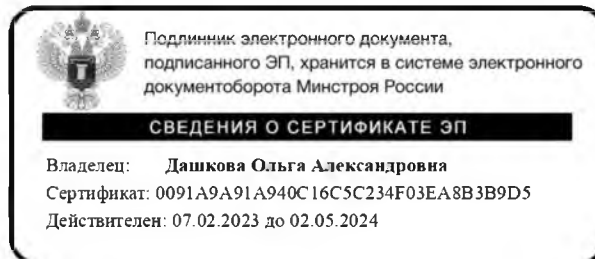 Подлинник электронного документа,
подписанного ЭП, хранится в системе электронного
документоборота Минстроя России
СВЕДЕНИЯ О СЕРТИФИКАТЕ ЭП
Владелец: Дашкова Ольга Александровна
Сертификат: 0091A9A91A940C16C5C234F03EA8B3B9D5
Действителен: 07.02.2023 до 02.05.2024